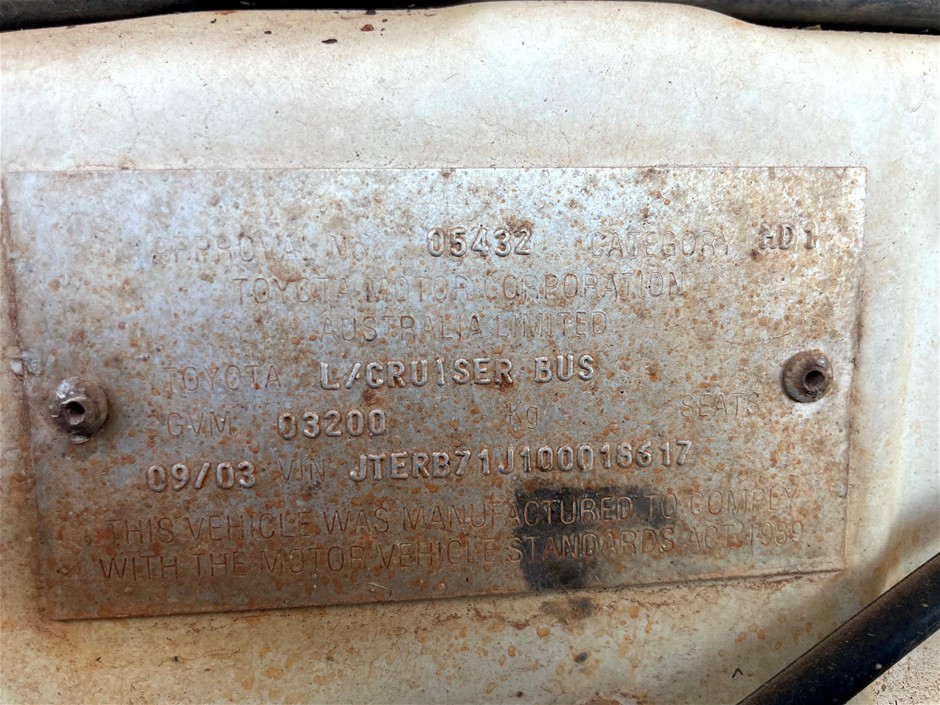 APPROVAL No 05432 CATEGORY MD1
TOYOTA MOTOR CORPORATION
AUSTRALIA LIMITED
TOYOTA L/CRUISER BUS
GVM 03200 Kg SEATS
09/03 VIN JTERB71J100018617
THIS VEHICLE WAS MANUFACTURED TO COMPLY
WITH THE MOTOR VEHICLE STANDARDS ACT 1989